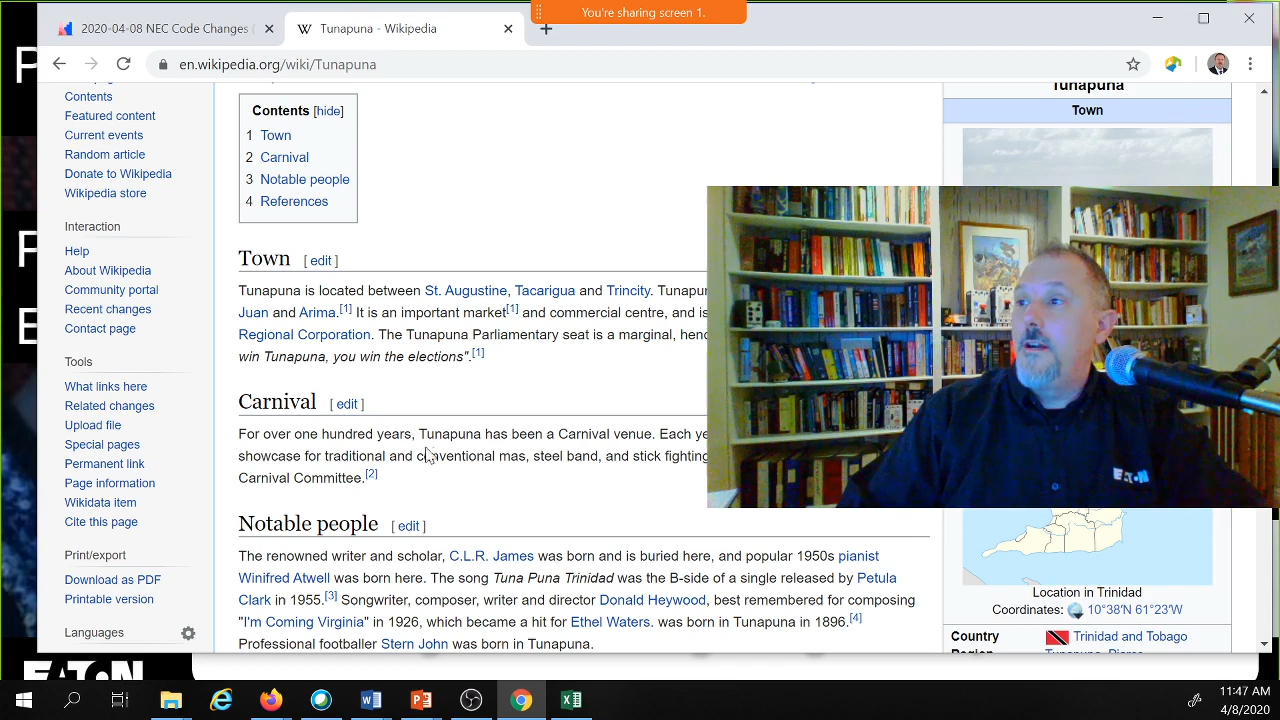 You're sharing screen 1.
2020-04-08 NEC Code Changes (
Tunapuna - Wikipedia
en.wikipedia.org/wiki/Tunapuna
Contents
Featured content
Current events
Random article
Donate to Wikipedia
Wikipedia store
Interaction
Help
About Wikipedia
Community portal
Recent changes
Contact page
Tools
What links here
Related changes
Upload file
Special pages
Permanent link
Page information
Wikidata item
Cite this page
Print/export
Download as PDF
Printable version
Languages
Contents [hide]
1 Town
2 Carnival
3 Notable people
4 References
Town [ edit ]
Tunapuna is located between St. Augustine, Tacarigua and Trincity. Tunapur
Juan and Arima.[1] It is an important market[1] and commercial centre, and is
Regional Corporation. The Tunapuna Parliamentary seat is a marginal, henc
win Tunapuna, you win the elections".[1]
Carnival [ edit ]
For over one hundred years, Tunapuna has been a Carnival venue. Each ye
showcase for traditional and conventional mas, steel band, and stick fighting
Carnival Committee.[2]
Notable people [ edit ]
The renowned writer and scholar, C.L.R. James was born and is buried here, and popular 1950s pianist
Winifred Atwell was born here. The song Tuna Puna Trinidad was the B-side of a single released by Petula
Clark in 1955.[3] Songwriter, composer, writer and director Donald Heywood, best remembered for composing
"I'm Coming Virginia" in 1926, which became a hit for Ethel Waters. was born in Tunapuna in 1896.[4]
Professional footballer Stern John was born in Tunapuna.
Tunapuna
Town
EATON
Location in Trinidad
Coordinates: 10°38′N 61°23′W
Country Trinidad and Tobago
P
P
E
EATON
11:47 AM
4/8/2020